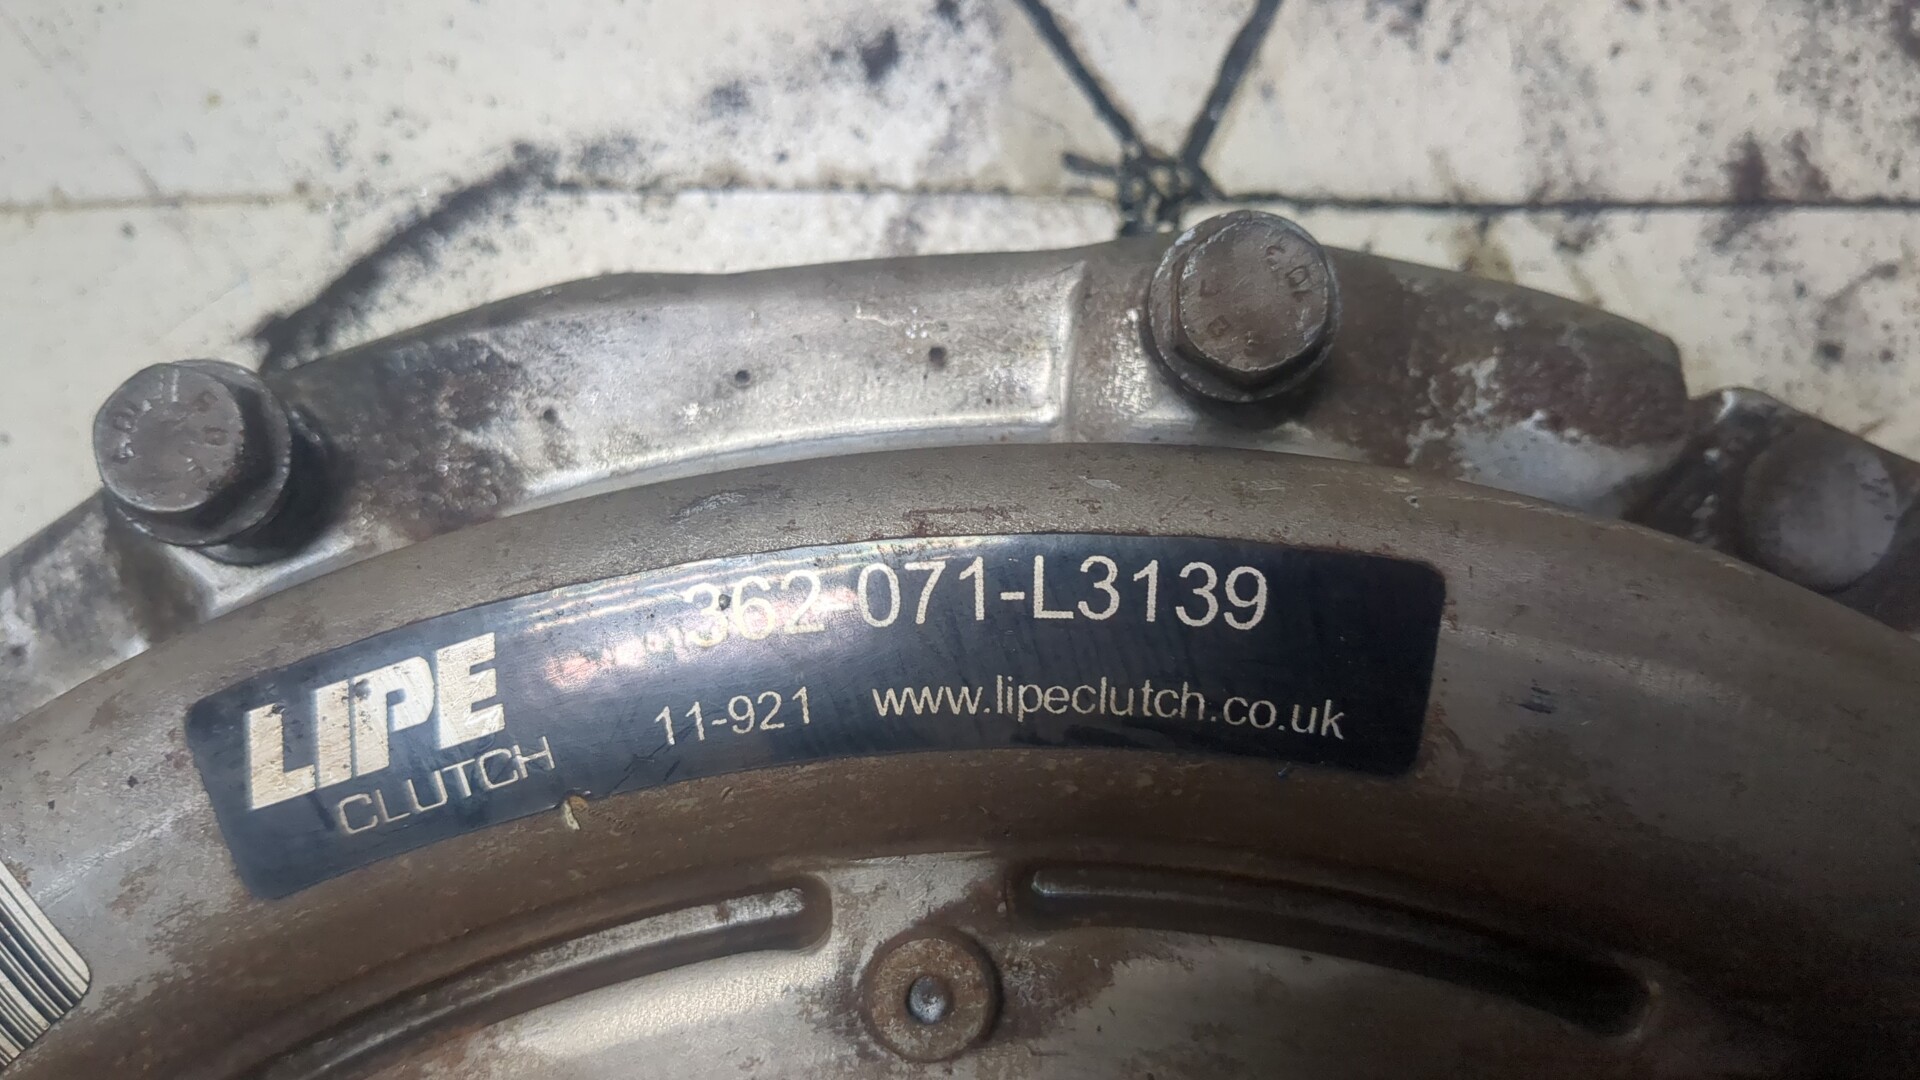 362-071-L3139
LIPE
CLUTCH
11-921 www.lipeclutch.co.uk